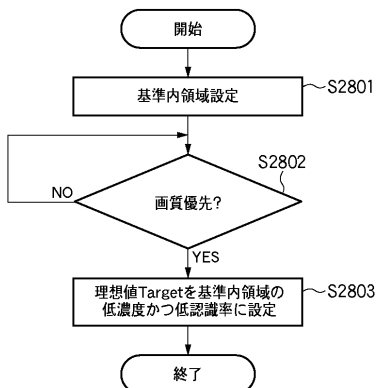 開始
基準内領域設定
S2801
S2802
画質優先?
NO
YES
理想値Targetを基準内領域の
低濃度かつ低認識率に設定
S2803
終了